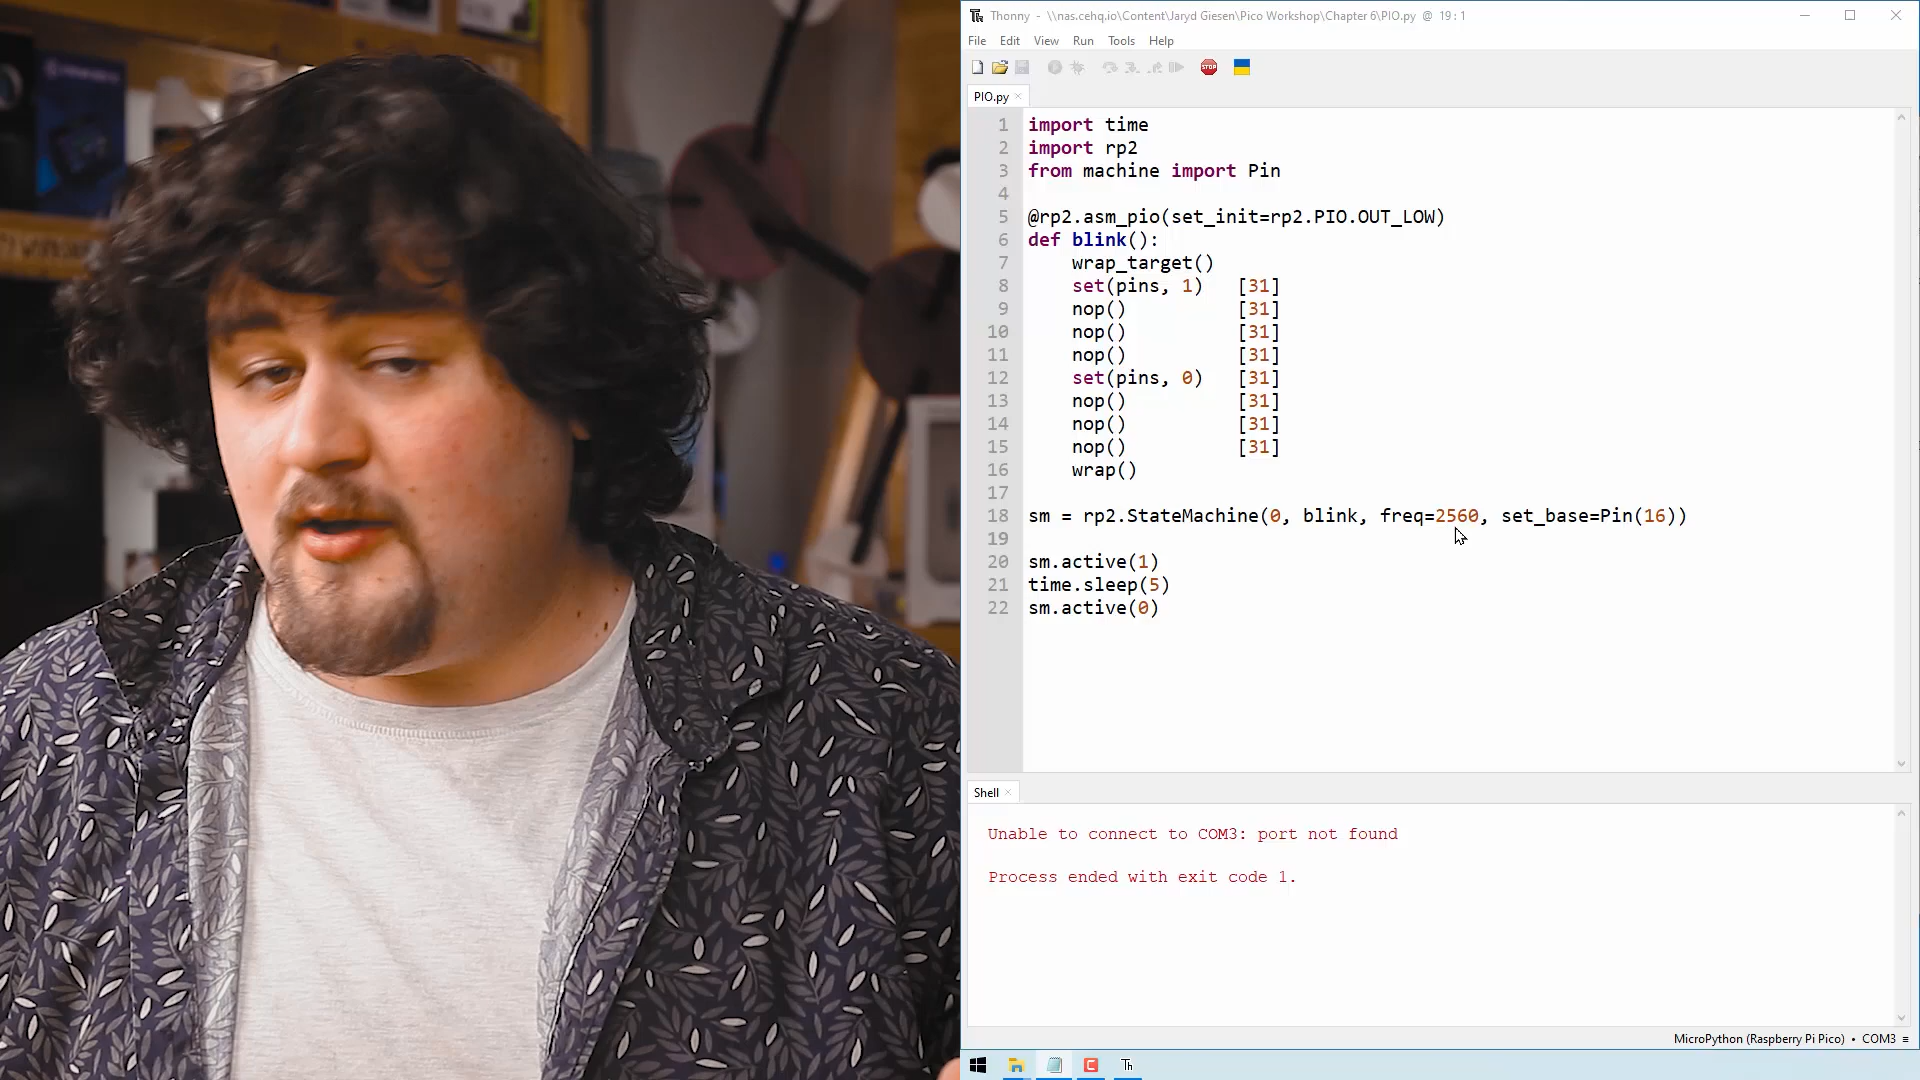 Thonny - \\nas.cehq.io\Content\Jaryd Giesen\Pico Workshop\Chapter 6\PIO.py @ 19 : 1
File Edit View Run Tools Help
STOP
PIO.py ×
1 import time
2 import rp2
3 from machine import Pin
4
5 @rp2.asm_pio(set_init=rp2.PIO.OUT_LOW)
6 def blink():
7 wrap_target()
8 set(pins, 1) [31]
9 nop() [31]
10 nop() [31]
11 nop() [31]
12 set(pins, 0) [31]
13 nop() [31]
14 nop() [31]
15 nop() [31]
16 wrap()
17
18 sm = rp2.StateMachine(0, blink, freq=2560, set_base=Pin(16))
19
20 sm.active(1)
21 time.sleep(5)
22 sm.active(0)
Shell ×
Unable to connect to COM3: port not found
Process ended with exit code 1.
MicroPython (Raspberry Pi Pico) • COM3 ≡